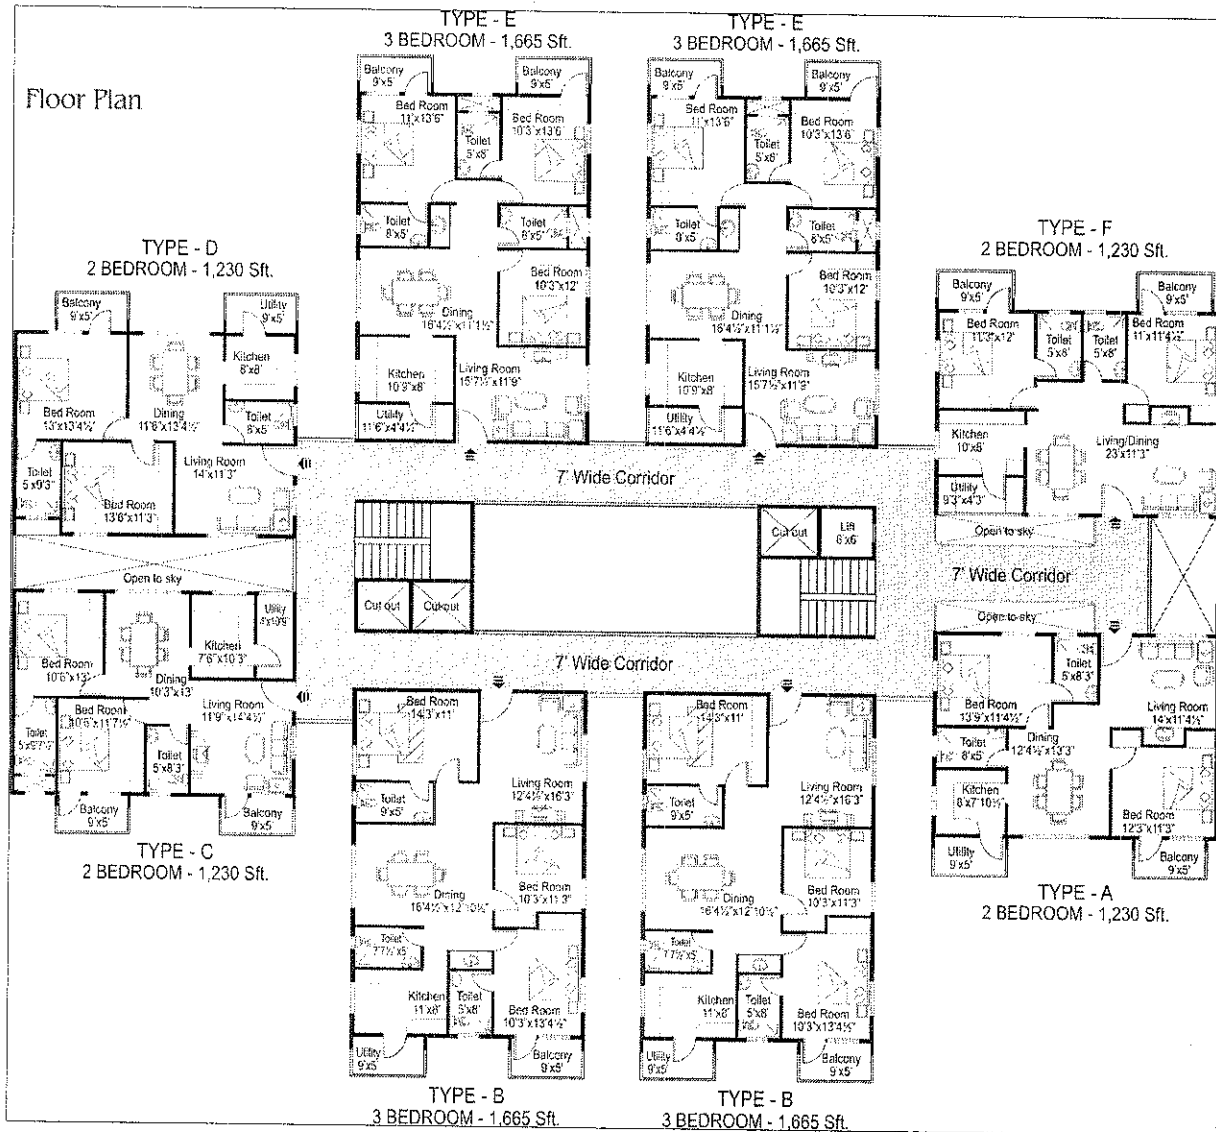 Floor Plan
TYPE - E
3 BEDROOM - 1,665 Sft.
Balcony
9'x5'
Balcony
9'x5'
Bed Room
11'x13'6"
Toilet
5'x8'
Bed Room
10'3"x13'6
Toilet
8'x5'
Toilet
8'x5'
Bed Room
10'3"x12'
Dining
16'4½"x11'1½"
Kitchen
10'9"x8'
Living Room
15'7½"x11'9"
Utility
11'6"x4'4½"
TYPE - E
3 BEDROOM - 1,665 Sft.
Balcony
9'x5'
Balcony
9'x5'
Bed Room
11'x13'6"
Toilet
5'x8'
Bed Room
10'3"x13'6
Toilet
8'x5'
Toilet
8'x5'
Bed Room
10'3"x12'
Dining
16'4½"x11'1½"
Kitchen
10'9"x8'
Living Room
15'7½"x11'9"
Utility
11'6"x4'4½"
TYPE - D
2 BEDROOM - 1,230 Sft.
Balcony
9'x5'
Utility
9'x5'
Kitchen
8'x8'
Bed Room
13'x13'4½"
Dining
11'6"x13'4½"
Toilet
8'x5'
Toilet
5'x9'3"
Living Room
14'x11'3"
Bed Room
13'6"x11'3"
TYPE - F
2 BEDROOM - 1,230 Sft.
Balcony
9'x5'
Balcony
9'x5'
Bed Room
11'3"x12'
Toilet
5'x8'
Toilet
5'x8'
Bed Room
11'x11'4½"
Kitchen
10'x8'
Living/Dining
23'x11'3"
Utility
9'3"x4'3"
7' Wide Corridor
Cut out
Lift
6'x6'
Cut out
Cutout
7' Wide Corridor
Open to sky
Open to sky
7' Wide Corridor
Open to sky
Bed Room
10'6"x13'
Dining
10'3"x13'
Kitchen
7'6"x10'3"
Utility
4'x10'9"
Bed Room
10'6"x11'7½"
Living Room
11'9"x14'4½"
Toilet
Toilet
5'x8'3"
Balcony
9'x5'
Balcony
9'x5'
TYPE - C
2 BEDROOM - 1,230 Sft.
Bed Room
14'3"x11'
Living Room
12'4½"x16'3"
Toilet
9'x5'
Bed Room
10'3"x11'3"
Dining
16'4½"x12'10½"
Toilet
7'7½"x5'
Kitchen
11'x8'
Toilet
5'x8'
Bed Room
10'3"x13'4½"
Utility
9'x5'
Balcony
9'x5'
TYPE - B
3 BEDROOM - 1,665 Sft.
Bed Room
14'3"x11'
Living Room
12'4½"x16'3"
Toilet
9'x5'
Bed Room
10'3"x11'3"
Dining
16'4½"x12'10½"
Toilet
7'7½"x5'
Kitchen
11'x8'
Toilet
5'x8'
Bed Room
10'3"x13'4½"
Utility
9'x5'
Balcony
9'x5'
TYPE - B
3 BEDROOM - 1,665 Sft.
Bed Room
13'9"x11'4½"
Toilet
5'x8'3"
Living Room
14'x11'4½"
Toilet
8'x5'
Dining
12'4½"x13'3"
Kitchen
8'x7'10½"
Bed Room
12'3"x11'3"
Utility
9'x5'
Balcony
9'x5'
TYPE - A
2 BEDROOM - 1,230 Sft.